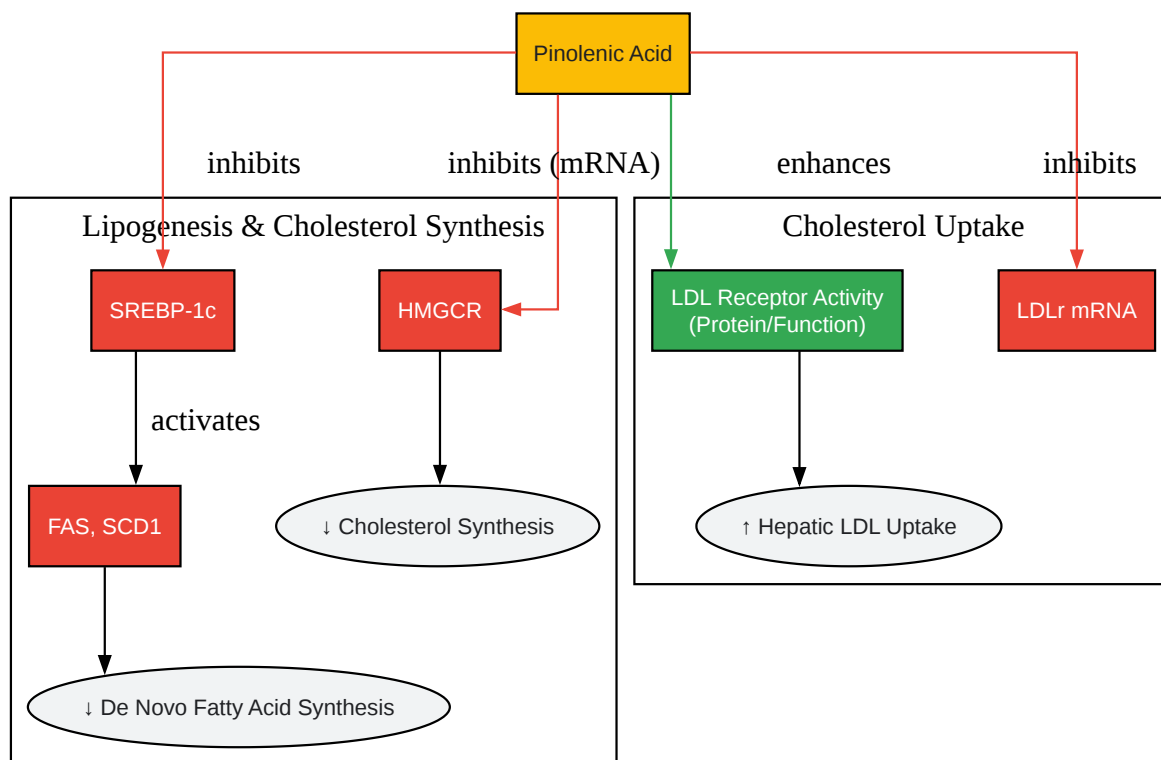 Pinolenic Acid
inhibits
inhibits (mRNA)
enhances
inhibits
Lipogenesis & Cholesterol Synthesis
Cholesterol Uptake
SREBP-1c
HMGCR
LDL Receptor Activity
(Protein/Function)
LDLr mRNA
activates
FAS, SCD1
↓ Cholesterol Synthesis
↑ Hepatic LDL Uptake
↓ De Novo Fatty Acid Synthesis